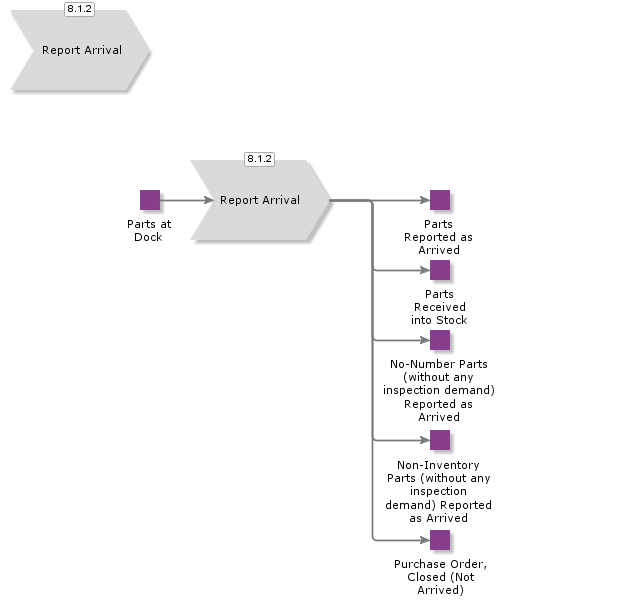 8.1.2
Report Arrival
8.1.2
Report Arrival
Parts at
Dock
Parts
Reported as
Arrived
Parts
Received
into Stock
No-Number Parts
(without any
inspection demand)
Reported as
Arrived
Non-Inventory
Parts (without any
inspection
demand) Reported
as Arrived
Purchase Order,
Closed (Not
Arrived)